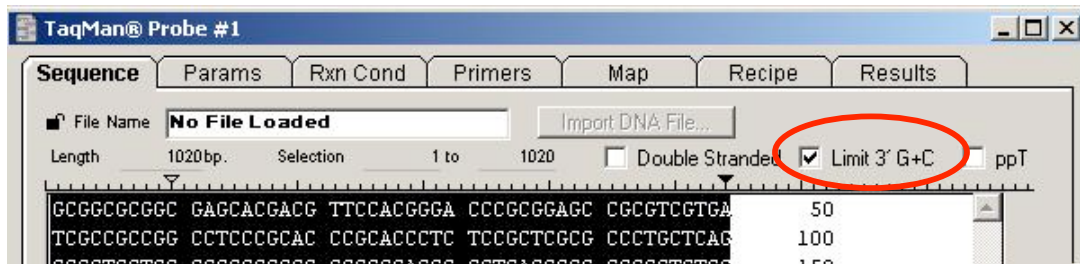 TaqMan® Probe #1
Sequence Params Rxn Cond Primers Map Recipe Results
File Name No File Loaded Import DNA File...
Length 1020bp. Selection 1 to 1020 Double Stranded Limit 3´ G+C ppT
GCGGCGCGGC GAGCACGACG TTCCACGGGA CCCGCGGAGC CGCGTCGTGA 50
TCGCCGCCGG CCTCCCGCAC CCGCACCCTC TCCGCTCGCG CCCTGCTCAG 100